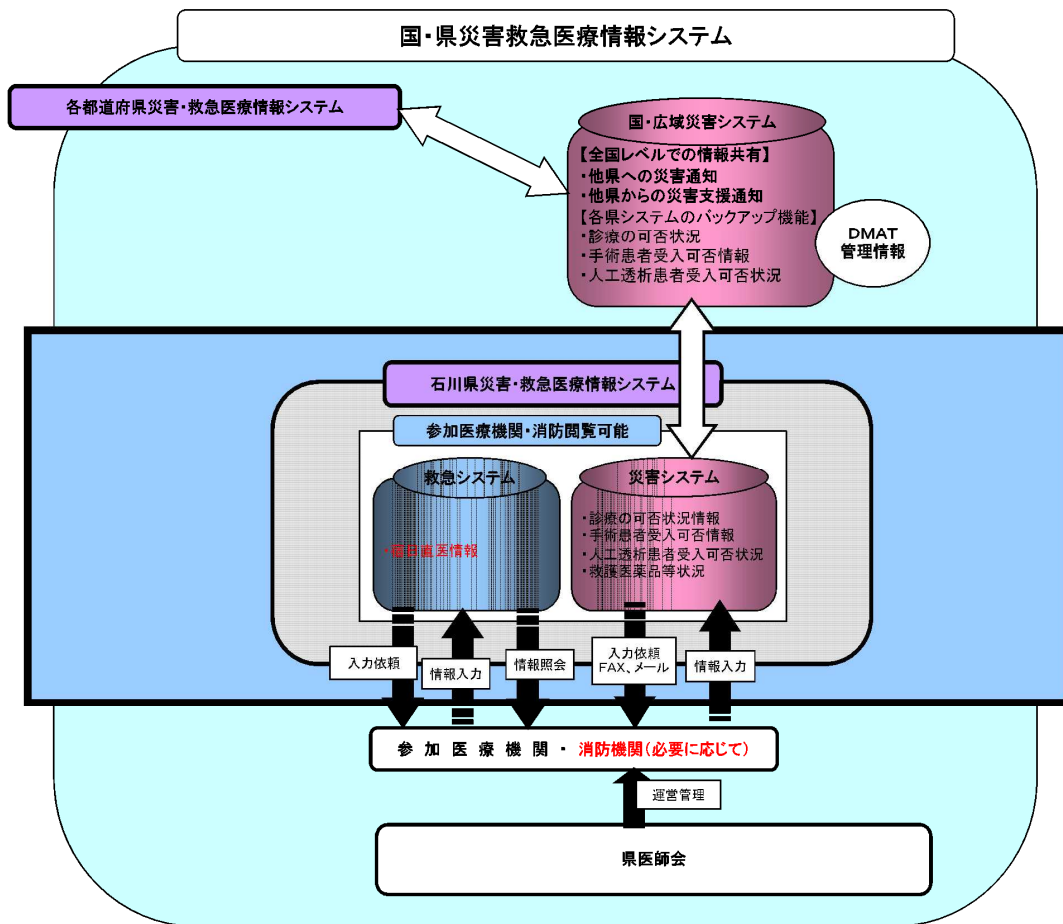 国・県災害救急医療情報システム
各都道府県災害・救急医療情報システム
国・広域災害システム
【全国レベルでの情報共有】
・他県への災害通知
・他県からの災害支援通知
【各県システムのバックアップ機能】
・診療の可否状況
・手術患者受入可否情報
・人工透析患者受入可否状況
DMAT
管理情報
石川県災害・救急医療情報システム
参加医療機関・消防閲覧可能
救急システム
直医情報
災害システム
・診療の可否状況情報
・手術患者受入可否情報
・人工透析患者受入可否状況
・救護医薬品等状況
入力依頼
情報入力
情報照会
入力依頼
FAX、メール
情報入力
参加医療機関・消防機関(必要に応じて)
運営管理
県医師会